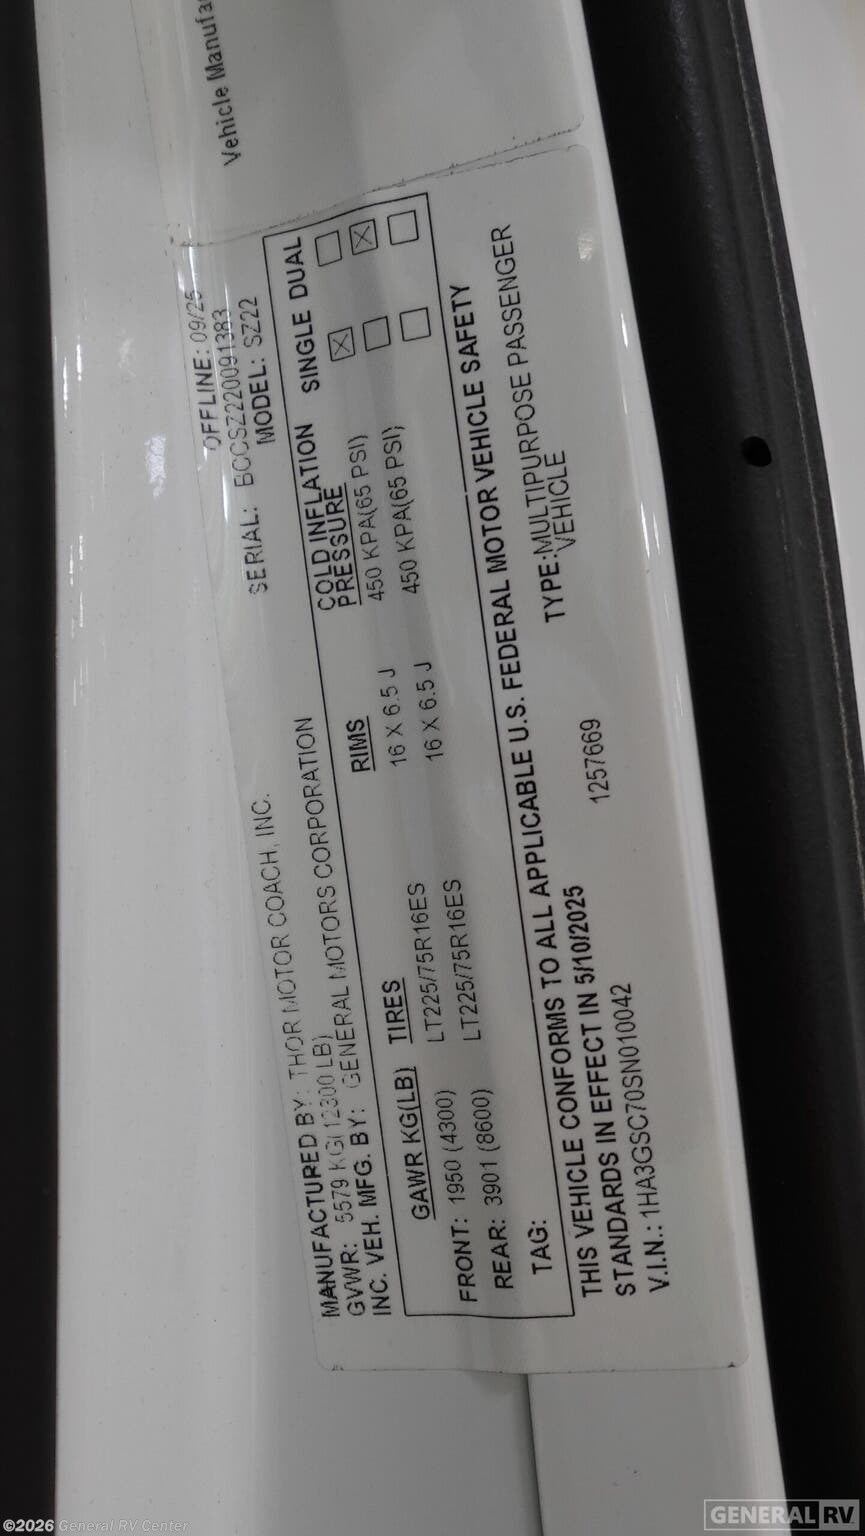 Vehicle
OFFLINE: 09/25
SERIAL: BCCSZ220091383
MODEL: SZ22
MANUFACTURED BY: THOR MOTOR COACH, INC.
GVWR: 5579 KG(12300 LB)
INC. VEH. MFG. BY: GENERAL MOTORS CORPORATION
GAWR KG(LB) TIRES RIMS COLD INFLATION PRESSURE SINGLE DUAL
FRONT: 1950 (4300) LT225/75R16ES 16 X 6.5 J 450 KPA(65 PSI) ☒ ☐
REAR: 3901 (8600) LT225/75R16ES 16 X 6.5 J 450 KPA(65 PSI) ☐ ☒
TAG: ☐ ☐
THIS VEHICLE CONFORMS TO ALL APPLICABLE U.S. FEDERAL MOTOR VEHICLE SAFETY
STANDARDS IN EFFECT IN 5/10/2025
V.I.N.: 1HA3GSC70SN010042
1257669
TYPE:MULTIPURPOSE PASSENGER
VEHICLE
©2026 General RV Center
GENERAL RV